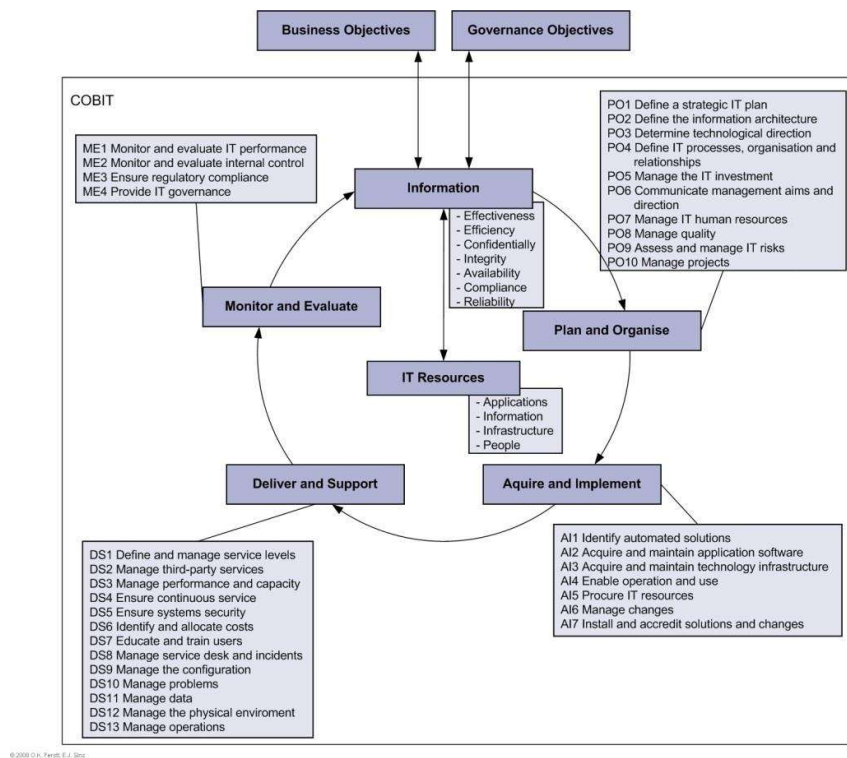 Business Objectives
Governance Objectives
COBIT
ME1 Monitor and evaluate IT performance
ME2 Monitor and evaluate internal control
ME3 Ensure regulatory compliance
ME4 Provide IT governance
PO1 Define a strategic IT plan
PO2 Define the information architecture
PO3 Determine technological direction
PO4 Define IT processes, organisation and
relationships
PO5 Manage the IT investment
PO6 Communicate management aims and
direction
PO7 Manage IT human resources
PO8 Manage quality
PO9 Assess and manage IT risks
PO10 Manage projects
Information
- Effectiveness
- Efficiency
- Confidentially
- Integrity
- Availability
- Compliance
- Reliability
Monitor and Evaluate
Plan and Organise
IT Resources
- Applications
- Information
- Infrastructure
- People
Deliver and Support
Aquire and Implement
DS1 Define and manage service levels
DS2 Manage third-party services
DS3 Manage performance and capacity
DS4 Ensure continuous service
DS5 Ensure systems security
DS6 Identify and allocate costs
DS7 Educate and train users
DS8 Manage service desk and incidents
DS9 Manage the configuration
DS10 Manage problems
DS11 Manage data
DS12 Manage the physical enviroment
DS13 Manage operations
AI1 Identify automated solutions
AI2 Acquire and maintain application software
AI3 Acquire and maintain technology infrastructure
AI4 Enable operation and use
AI5 Procure IT resources
AI6 Manage changes
AI7 Install and accredit solutions and changes
© 2008 O.K. Ferstl, E.J. Sinz